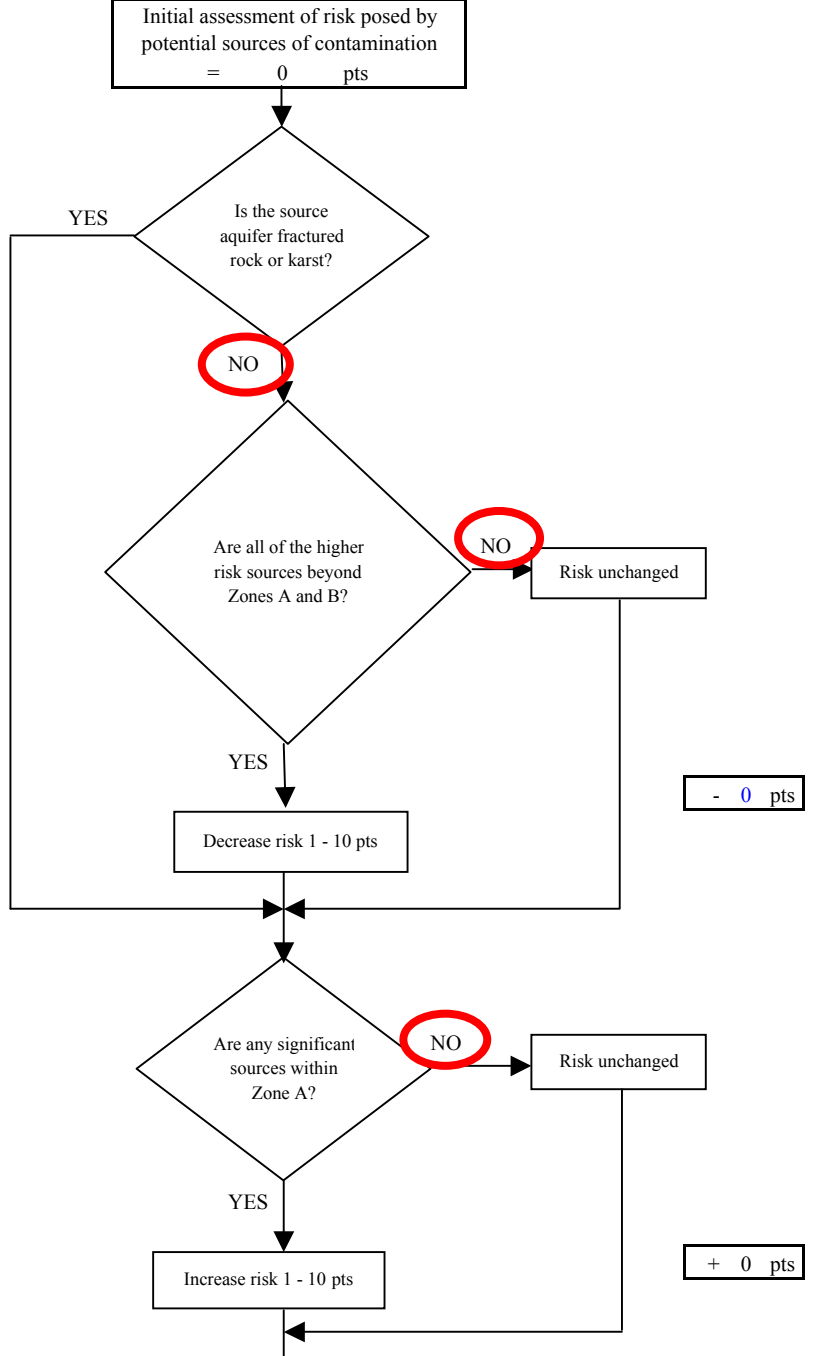 Initial assessment of risk posed by
potential sources of contamination
= 0 pts
YES
Is the source
aquifer fractured
rock or karst?
NO
Are all of the higher
risk sources beyond
Zones A and B?
NO
Risk unchanged
YES
- 0 pts
Decrease risk 1 - 10 pts
Are any significant
sources within
Zone A?
NO
Risk unchanged
YES
+ 0 pts
Increase risk 1 - 10 pts